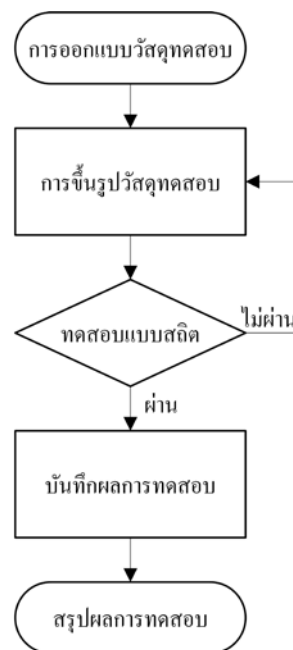 การออกแบบวัสดุทดสอบ
การขึ้นรูปวัสดุทดสอบ
ทดสอบแบบสถิต
ไม่ผ่าน
ผ่าน
บันทึกผลการทดสอบ
สรุปผลการทดสอบ